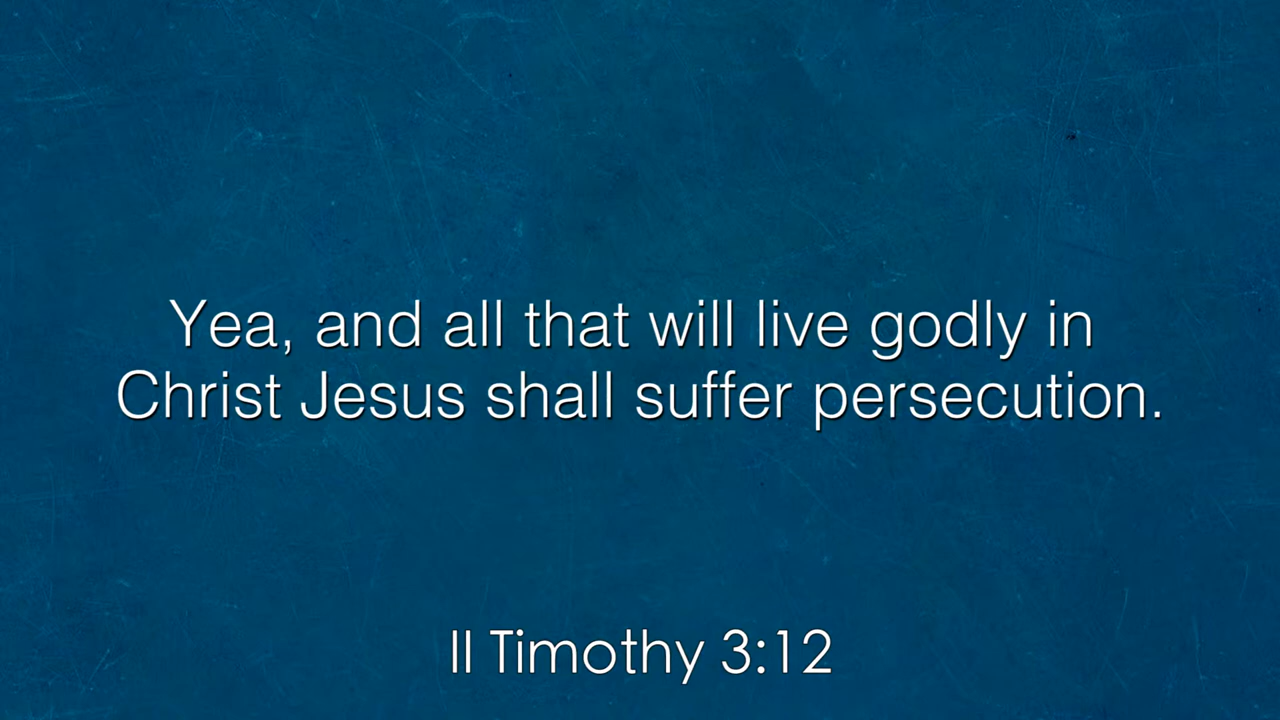 Yea, and all that will live godly in
Christ Jesus shall suffer persecution.
II Timothy 3:12